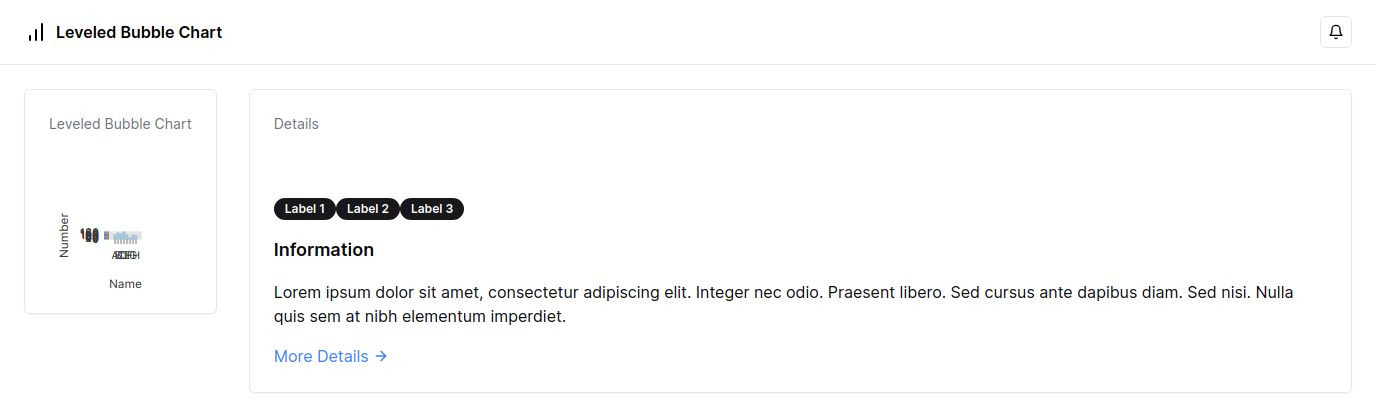 Leveled Bubble Chart
Leveled Bubble Chart
Number
Name
Details
Label 1 Label 2 Label 3
Information
Lorem ipsum dolor sit amet, consectetur adipiscing elit. Integer nec odio. Praesent libero. Sed cursus ante dapibus diam. Sed nisi. Nulla
quis sem at nibh elementum imperdiet.
More Details →